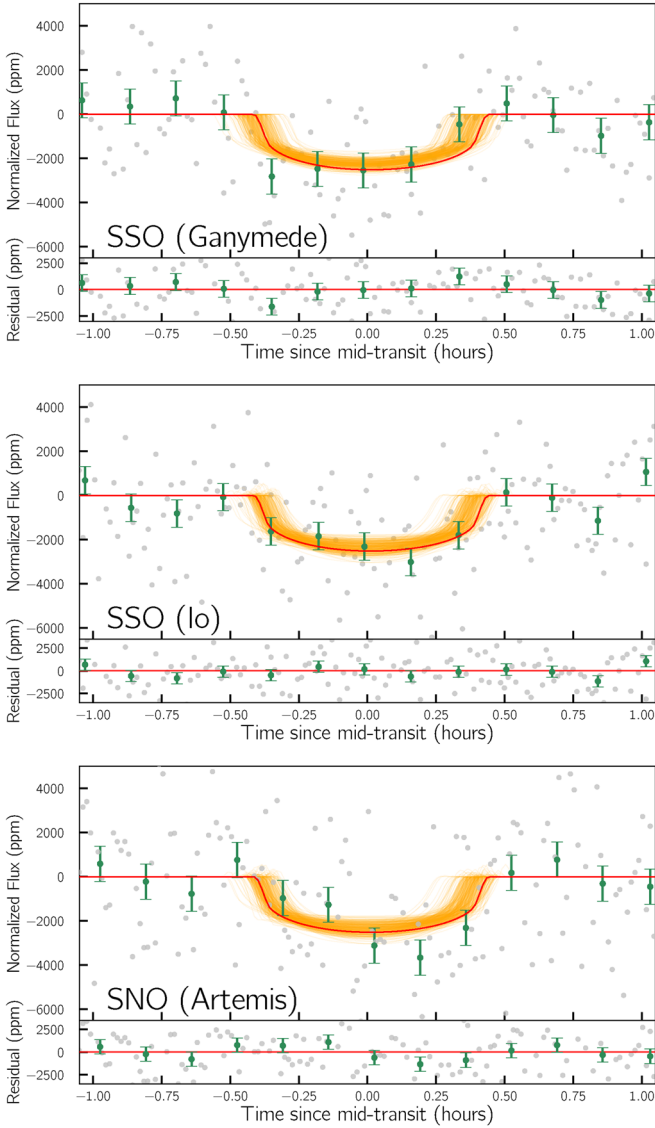 4000
2000
0
−2000
−4000
−6000
Normalized Flux (ppm)
SSO (Ganymede)
2500
0
−2500
Residual (ppm)
−1.00 −0.75 −0.50 −0.25 0.00 0.25 0.50 0.75 1.00
Time since mid-transit (hours)
4000
2000
0
−2000
−4000
−6000
Normalized Flux (ppm)
SSO (Io)
2500
0
−2500
Residual (ppm)
−1.00 −0.75 −0.50 −0.25 0.00 0.25 0.50 0.75 1.00
Time since mid-transit (hours)
4000
2000
0
−2000
−4000
−6000
Normalized Flux (ppm)
SNO (Artemis)
2500
0
−2500
Residual (ppm)
−1.00 −0.75 −0.50 −0.25 0.00 0.25 0.50 0.75 1.00
Time since mid-transit (hours)